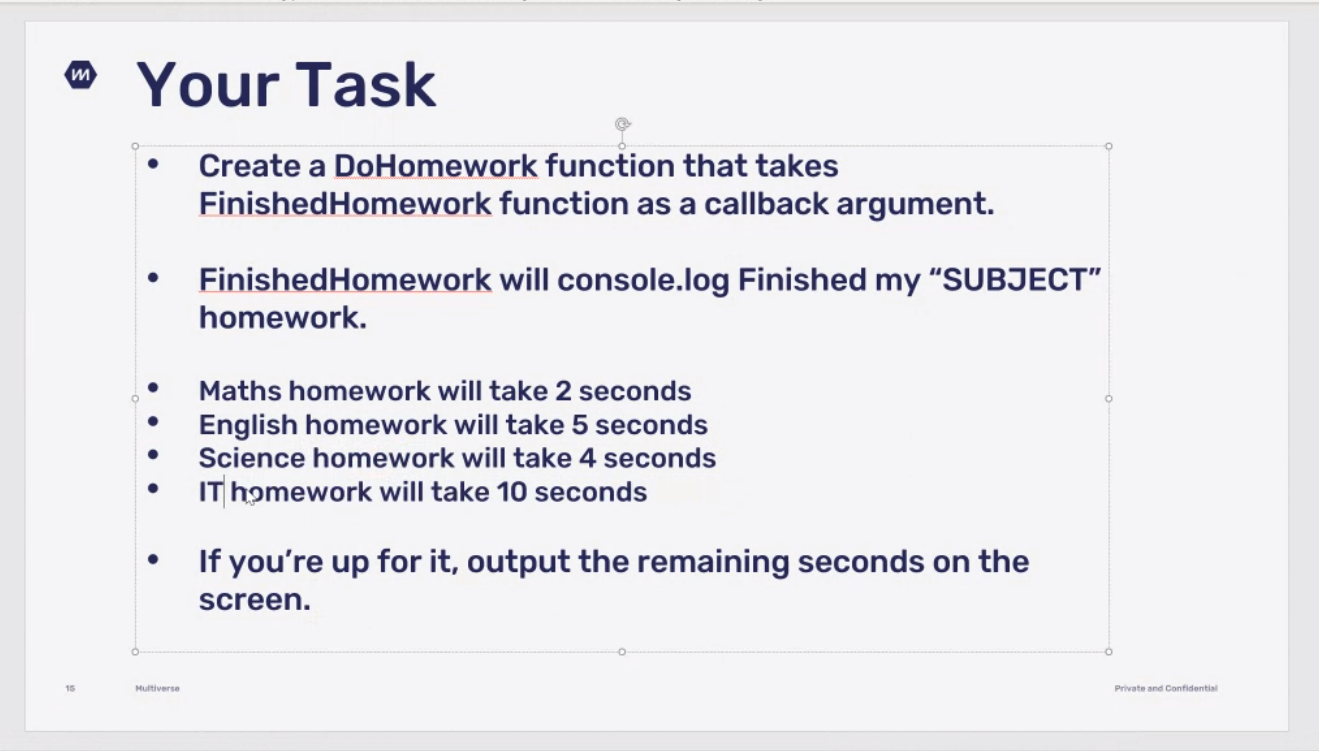 Your Task
• Create a DoHomework function that takes
FinishedHomework function as a callback argument.
• FinishedHomework will console.log Finished my “SUBJECT”
homework.
• Maths homework will take 2 seconds
• English homework will take 5 seconds
• Science homework will take 4 seconds
• IT homework will take 10 seconds
• If you’re up for it, output the remaining seconds on the
screen.
15
Multiverse
Private and Confidential